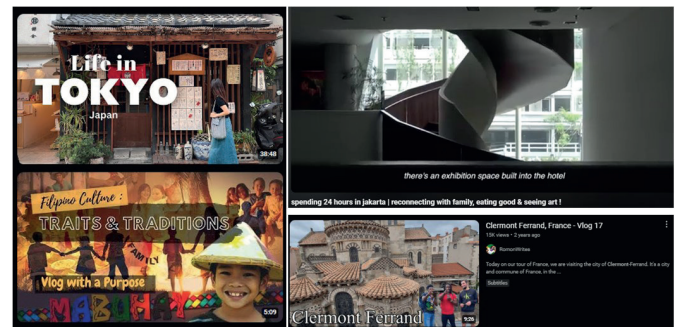 Life in
TOKYO
Japan
38:48
Filipino Culture:
TRAITS & TRADITIONS
FAMILY
Vlog with a Purpose
MABUHAY
5:09
there's an exhibition space built into the hotel
spending 24 hours in jakarta | reconnecting with family, eating good & seeing art !
Clermont Ferrand
9:26
Clermont Ferrand, France - Vlog 17
15K views • 2 years ago
RomoriWrites
Today on our tour of France, we are visiting the city of Clermont-Ferrand. It's a city
and commune of France, in the ...
Subtitles